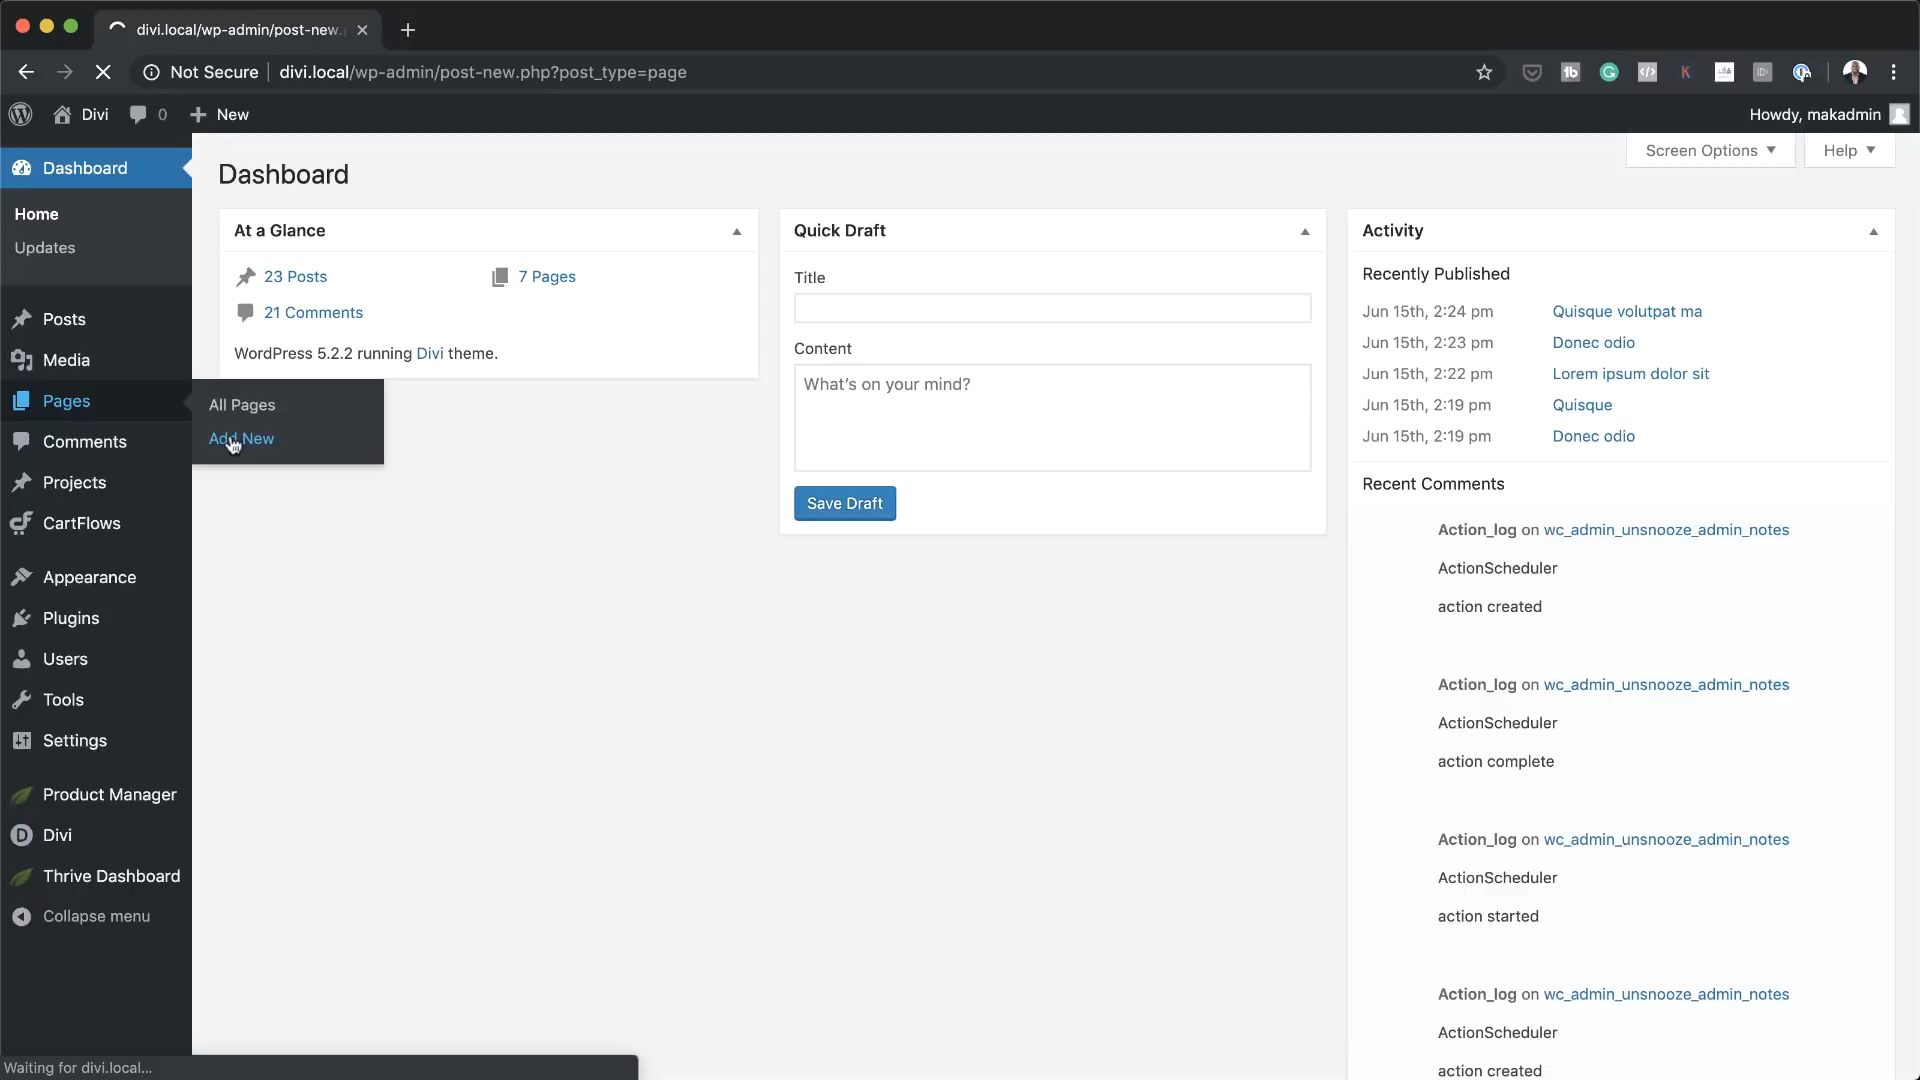 divi.local/wp-admin/post-new.
Not Secure
divi.local/wp-admin/post-new.php?post_type=page
Divi
0
New
Howdy, makadmin
Dashboard
Home
Updates
Posts
Media
Pages
All Pages
Add New
Comments
Projects
CartFlows
Appearance
Plugins
Users
Tools
Settings
Product Manager
Divi
Thrive Dashboard
Collapse menu
Screen Options
Help
Dashboard
At a Glance
23 Posts
7 Pages
21 Comments
WordPress 5.2.2 running Divi theme.
Quick Draft
Title
Content
What's on your mind?
Save Draft
Activity
Recently Published
Jun 15th, 2:24 pm Quisque volutpat ma
Jun 15th, 2:23 pm Donec odio
Jun 15th, 2:22 pm Lorem ipsum dolor sit
Jun 15th, 2:19 pm Quisque
Jun 15th, 2:19 pm Donec odio
Recent Comments
Action_log on wc_admin_unsnooze_admin_notes
ActionScheduler
action created
Action_log on wc_admin_unsnooze_admin_notes
ActionScheduler
action complete
Action_log on wc_admin_unsnooze_admin_notes
ActionScheduler
action started
Action_log on wc_admin_unsnooze_admin_notes
ActionScheduler
action created
Waiting for divi.local...